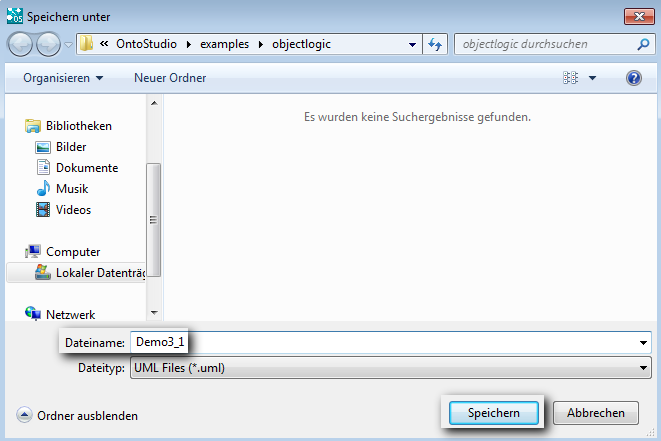 Speichern unter
« OntoStudio examples objectlogic
objectlogic durchsuchen
Organisieren Neuer Ordner
Es wurden keine Suchergebnisse gefunden.
Bibliotheken
Bilder
Dokumente
Musik
Videos
Computer
Lokaler Datenträg
Netzwerk
Dateiname: Demo3_1
Dateityp: UML Files (*.uml)
Ordner ausblenden
Speichern Abbrechen